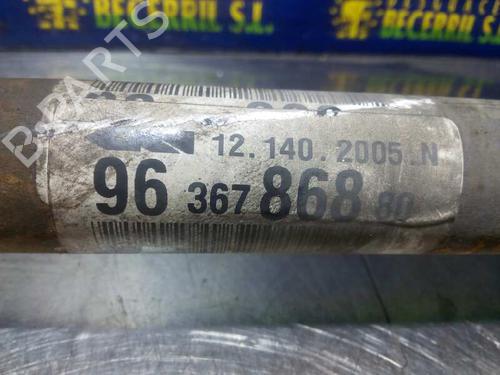 BECERRIL S.L.
BECERRIL S.L.
B-PARTS
12.140.2005.N
96 367 868 80